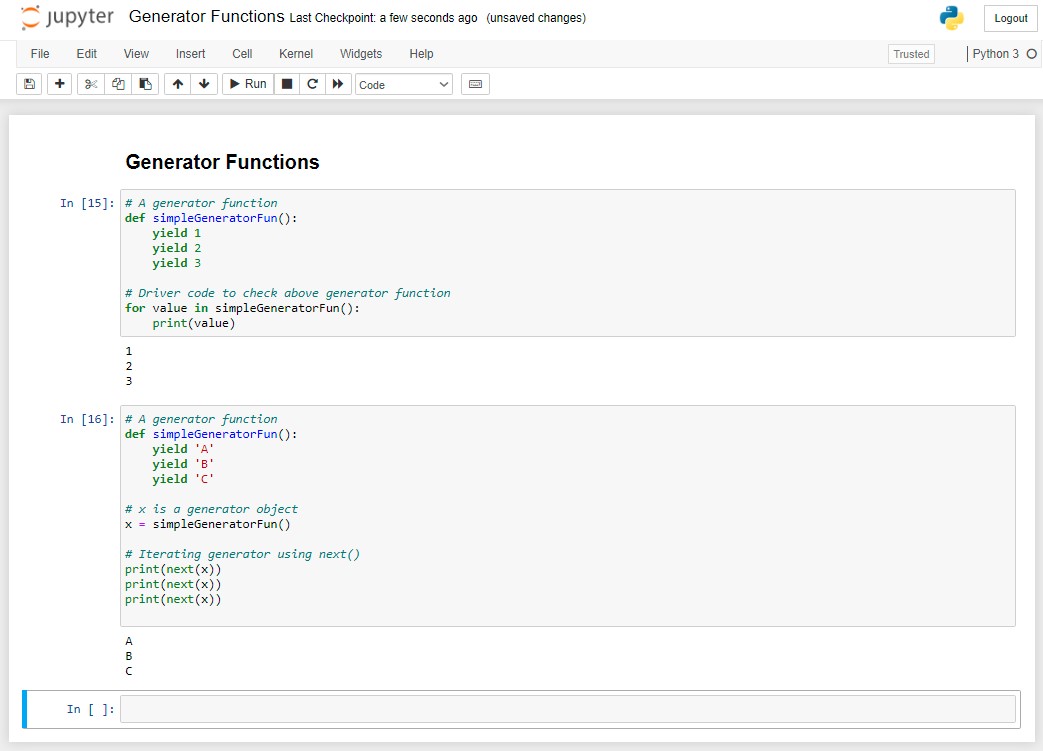 jupyter Generator Functions Last Checkpoint: a few seconds ago (unsaved changes) Logout
File Edit View Insert Cell Kernel Widgets Help Trusted Python 3
Run Code
Generator Functions
In [15]: # A generator function
def simpleGeneratorFun():
    yield 1
    yield 2
    yield 3

# Driver code to check above generator function
for value in simpleGeneratorFun():
    print(value)
1
2
3
In [16]: # A generator function
def simpleGeneratorFun():
    yield 'A'
    yield 'B'
    yield 'C'

# x is a generator object
x = simpleGeneratorFun()

# Iterating generator using next()
print(next(x))
print(next(x))
print(next(x))
A
B
C
In [ ]: